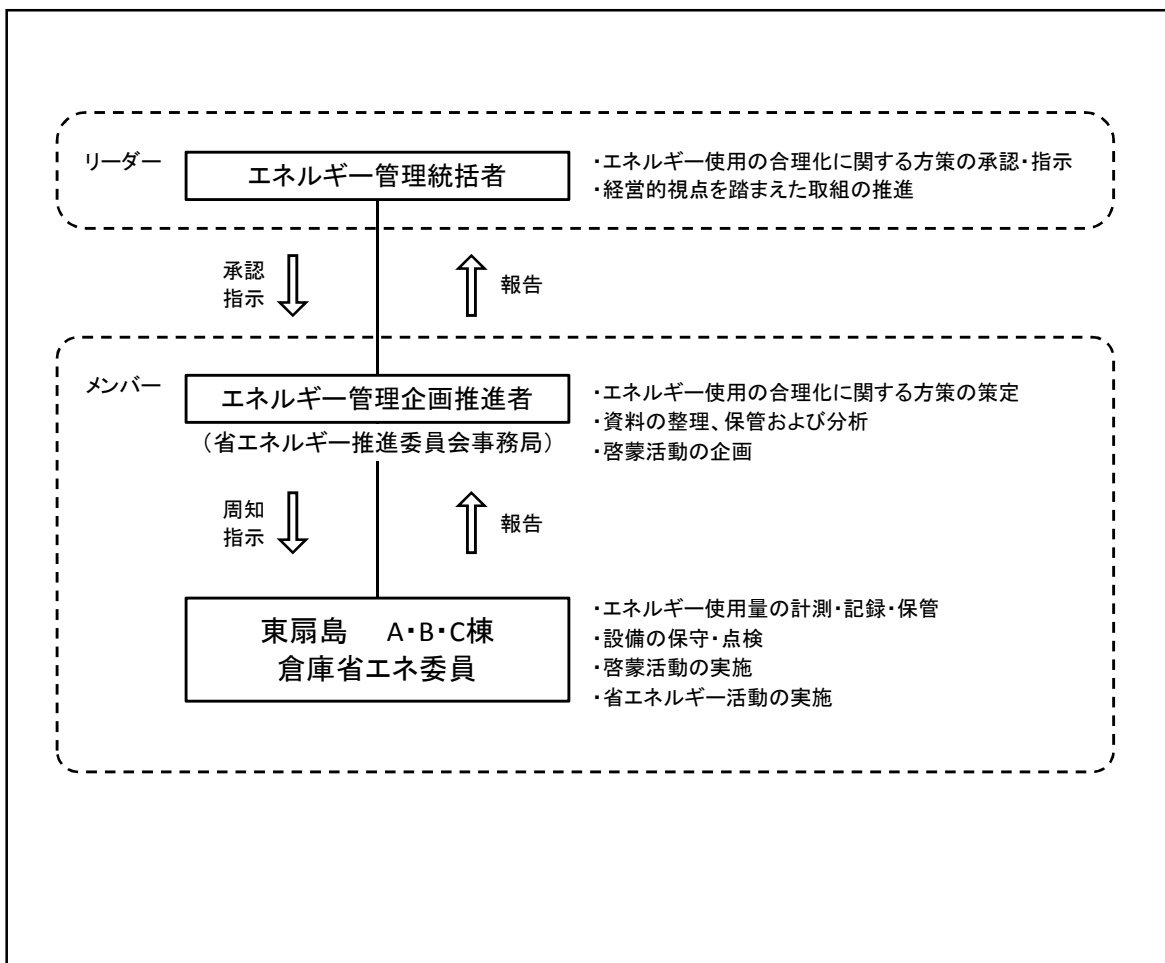 リーダー
エネルギー管理統括者
・エネルギー使用の合理化に関する方策の承認・指示
・経営的視点を踏まえた取組の推進
承認
指示
報告
メンバー
エネルギー管理企画推進者
(省エネルギー推進委員会事務局)
・エネルギー使用の合理化に関する方策の策定
・資料の整理、保管および分析
・啓蒙活動の企画
周知
指示
報告
東扇島 A・B・C棟
倉庫省エネ委員
・エネルギー使用量の計測・記録・保管
・設備の保守・点検
・啓蒙活動の実施
・省エネルギー活動の実施